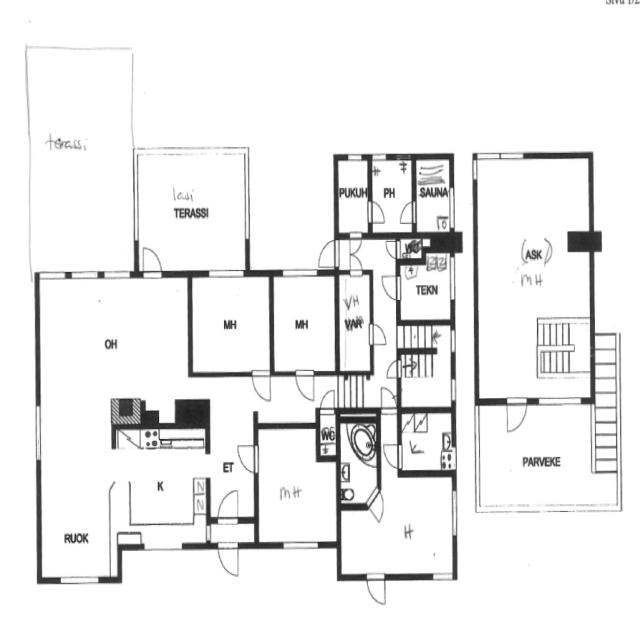 Sivu 1/2
terassi
lasi
TERASSI
PUKUH
PH
SAUNA
WC
TEKN
(ASK)
MH
VH
VAR
MH
MH
OH
WC
ET
K
MH
RUOK
H
K
N
N
PARVEKE